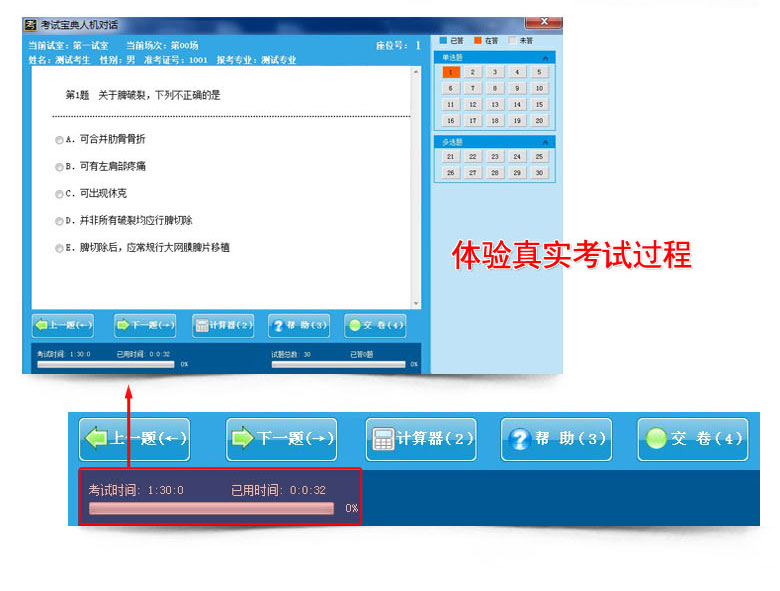 考试宝典人机对话
当前试室：第一试室 当前场次：第00场 座位号： 1
姓名：测试考生 性别：男 准考证号：1001 报考专业：测试专业
第1题 关于脾破裂，下列不正确的是
A. 可合并肋骨骨折
B. 可有左肩部疼痛
C. 可出现休克
D. 并非所有破裂均应行脾切除
E. 脾切除后，应常规行大网膜脾片移植
上一题(←) 下一题(→) 计算器(2) 帮 助(3) 交 卷(4)
考试时间: 1:30:0 已用时间: 0:0:32 试题总数: 30 已答0题
0% 0%
已答 在答 未答
单选题
1 2 3 4 5
6 7 8 9 10
11 12 13 14 15
16 17 18 19 20
多选题
21 22 23 24 25
26 27 28 29 30
体验真实考试过程
上一题(←) 下一题(→) 计算器(2) 帮 助(3) 交 卷(4)
考试时间: 1:30:0 已用时间: 0:0:32
0%